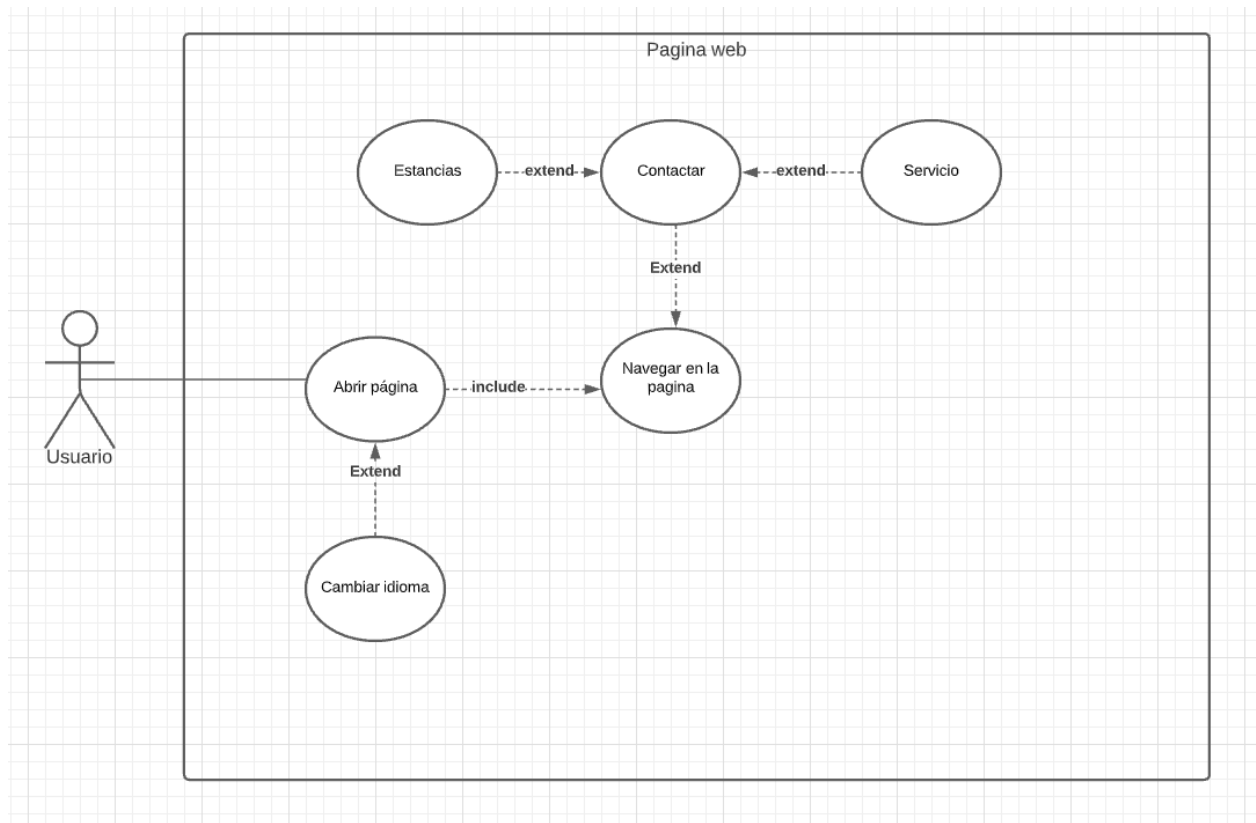 Pagina web
Estancias
extend
Contactar
extend
Servicio
Extend
Usuario
Abrir página
include
Navegar en la
pagina
Extend
Cambiar idioma